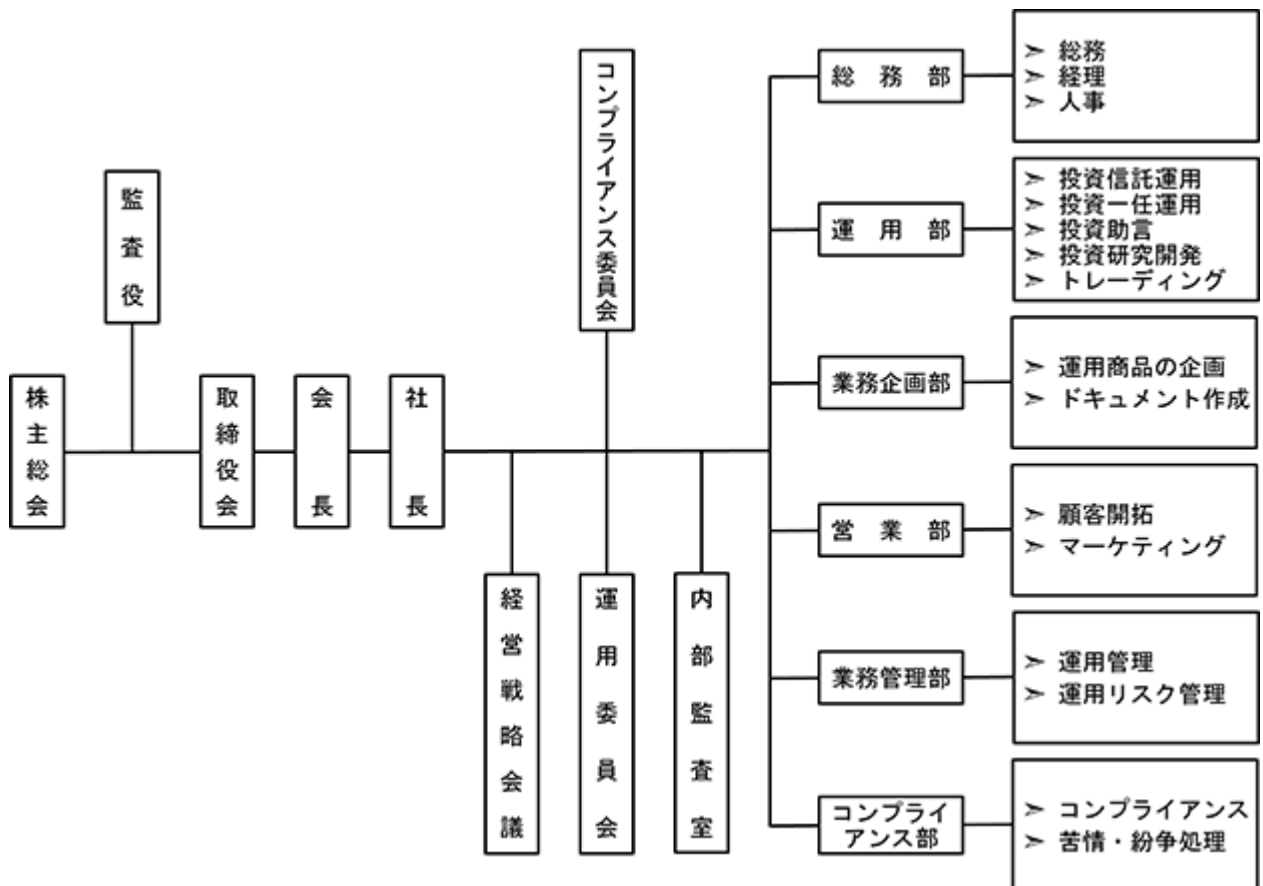 株主総会
監査役
取締役会
会長
社長
コンプライアンス委員会
経営戦略会議
運用委員会
内部監査室
総務部
➢ 総務
➢ 経理
➢ 人事
運用部
➢ 投資信託運用
➢ 投資一任運用
➢ 投資助言
➢ 投資研究開発
➢ トレーディング
業務企画部
➢ 運用商品の企画
➢ ドキュメント作成
営業部
➢ 顧客開拓
➢ マーケティング
業務管理部
➢ 運用管理
➢ 運用リスク管理
コンプライ
アンス部
➢ コンプライアンス
➢ 苦情・紛争処理